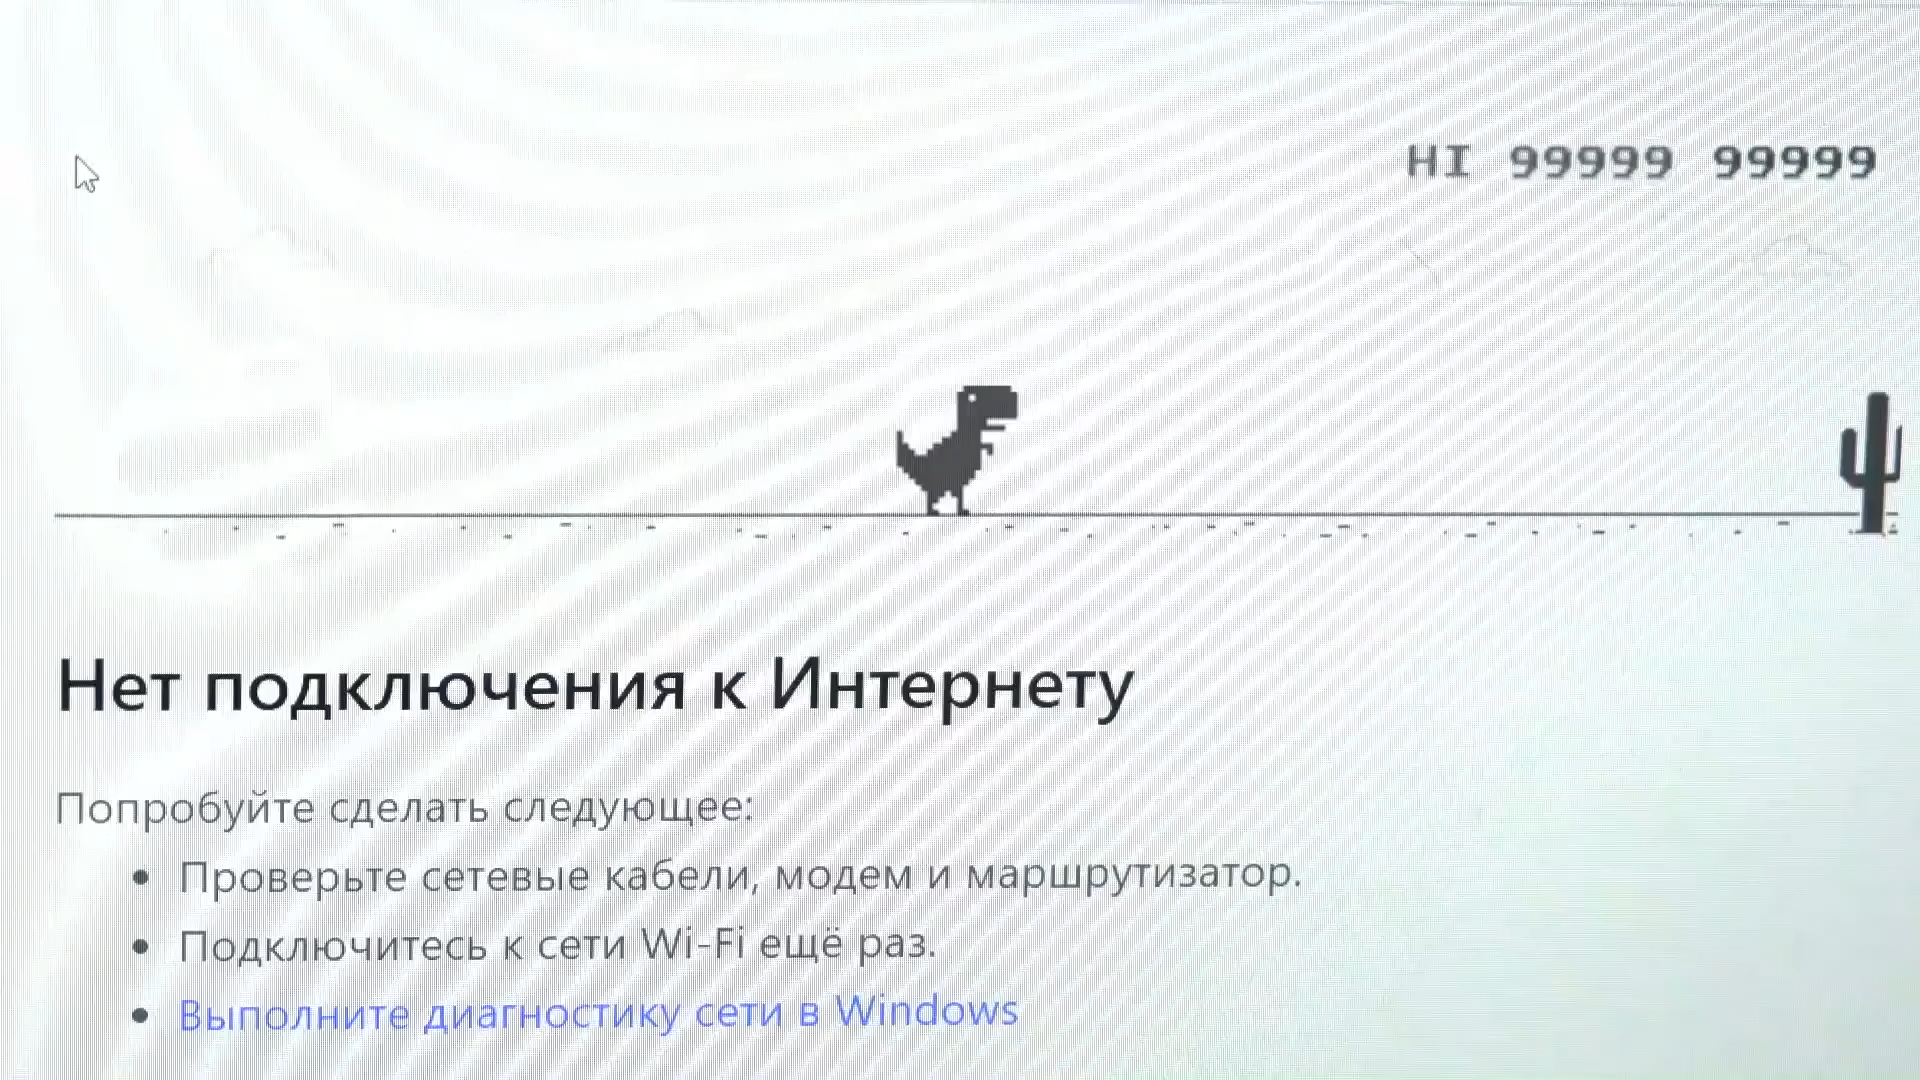 HI 99999 99999
Нет подключения к Интернету
Попробуйте сделать следующее:
• Проверьте сетевые кабели, модем и маршрутизатор.
• Подключитесь к сети Wi-Fi ещё раз.
• Выполните диагностику сети в Windows